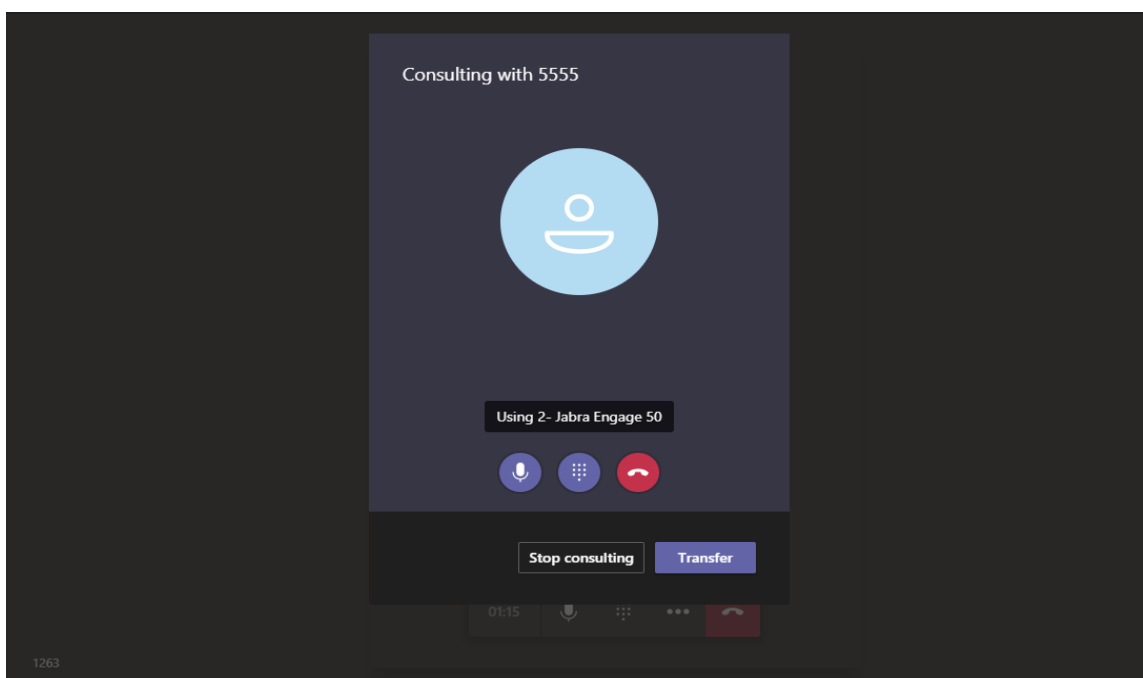 Consulting with 5555
Using 2- Jabra Engage 50
Stop consulting
Transfer
01:15
1263